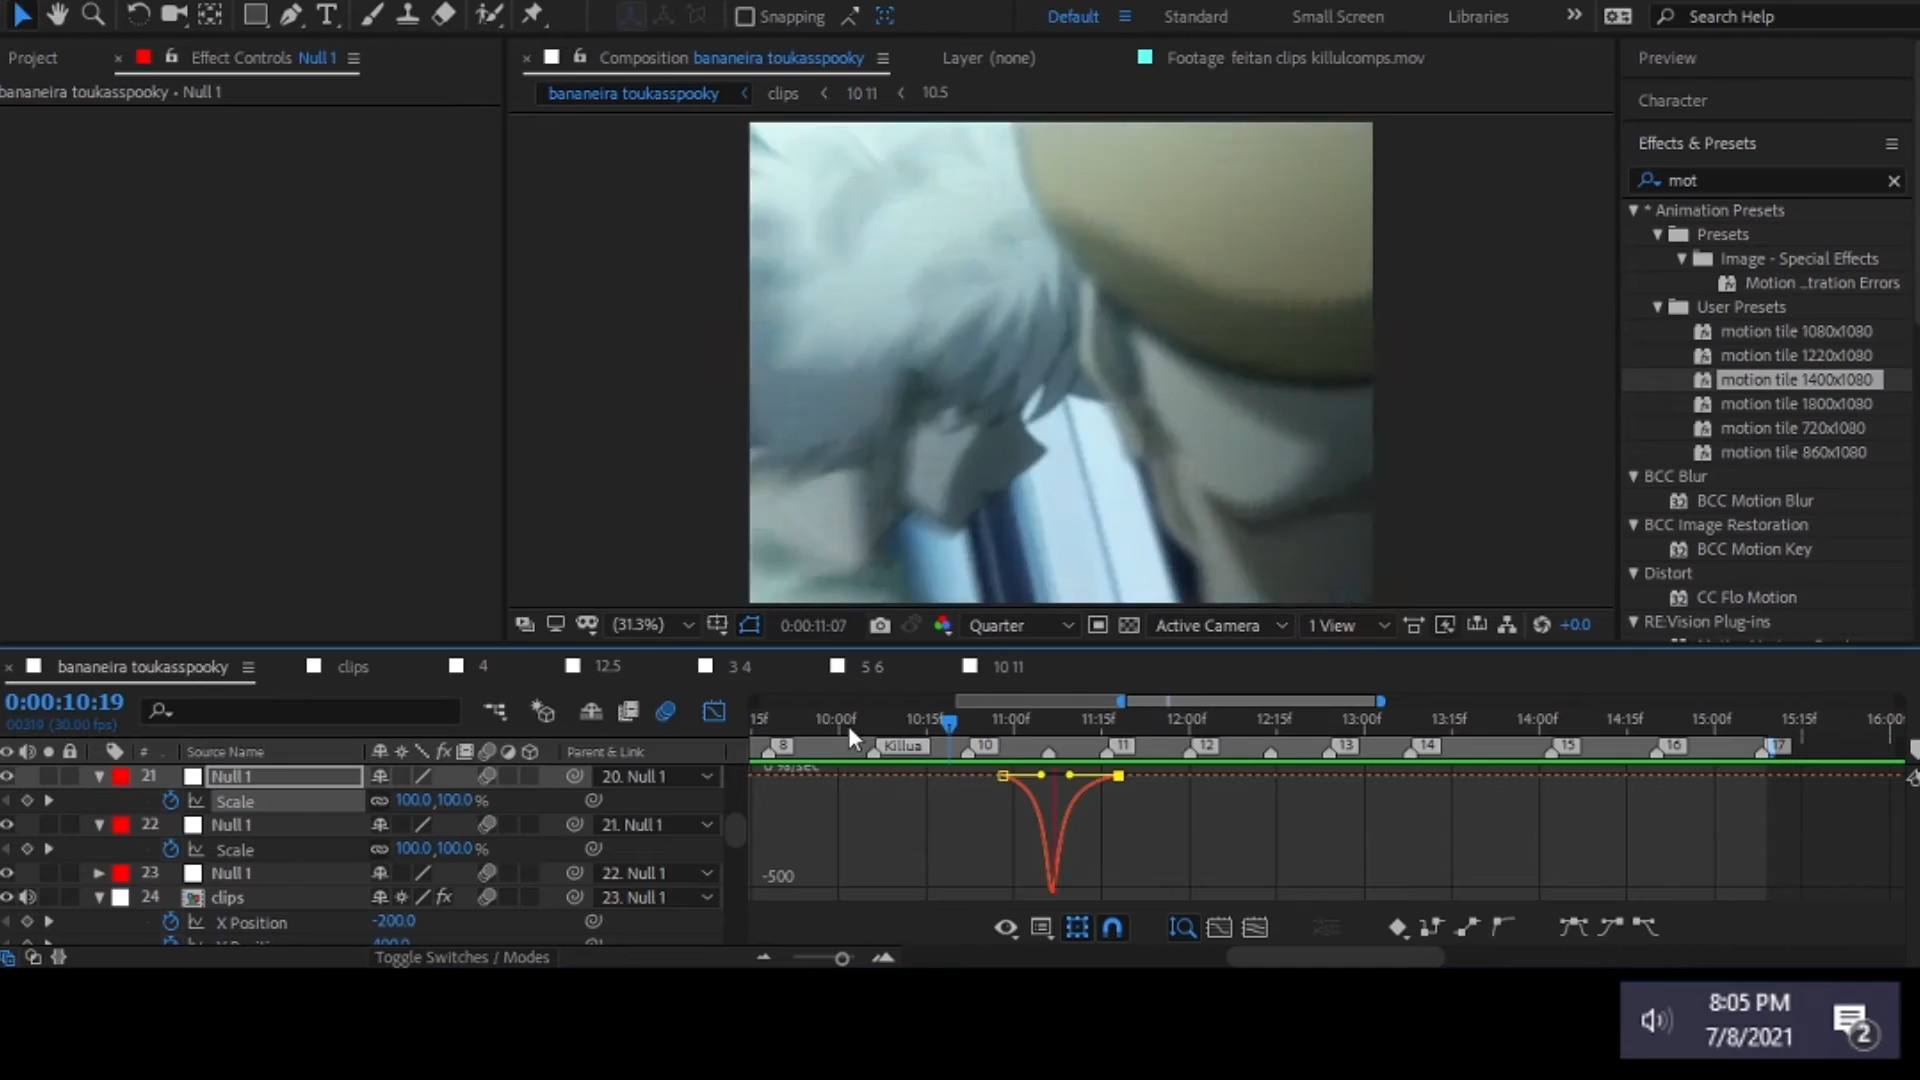 Snapping
Default
Standard
Small Screen
Libraries
Search Help
Project
Effect Controls Null 1
Composition bananeira toukasspooky
Layer (none)
Footage feitan clips killulcomps.mov
Preview
bananeira toukasspooky • Null 1
bananeira toukasspooky
clips
10 11
10.5
Character
Effects & Presets
mot
* Animation Presets
Presets
Image - Special Effects
Motion ...tration Errors
User Presets
motion tile 1080x1080
motion tile 1220x1080
motion tile 1400x1080
motion tile 1800x1080
motion tile 720x1080
motion tile 860x1080
BCC Blur
BCC Motion Blur
BCC Image Restoration
BCC Motion Key
Distort
CC Flo Motion
RE:Vision Plug-ins
(31.3%)
0:00:11:07
Quarter
Active Camera
1 View
+0.0
bananeira toukasspooky
clips
4
12.5
3 4
5 6
10 11
0:00:10:19
00319 (30.00 fps)
15f
10:00f
10:15f
11:00f
11:15f
12:00f
12:15f
13:00f
13:15f
14:00f
14:15f
15:00f
15:15f
16:00f
# Source Name
fx
Parent & Link
8
Killua
10
11
12
13
14
15
16
17
21 Null 1
20. Null 1
Scale
100.0,100.0 %
22 Null 1
21. Null 1
Scale
100.0,100.0 %
23 Null 1
22. Null 1
-500
24 clips
fx
23. Null 1
X Position
-200.0
Toggle Switches / Modes
8:05 PM
7/8/2021
2